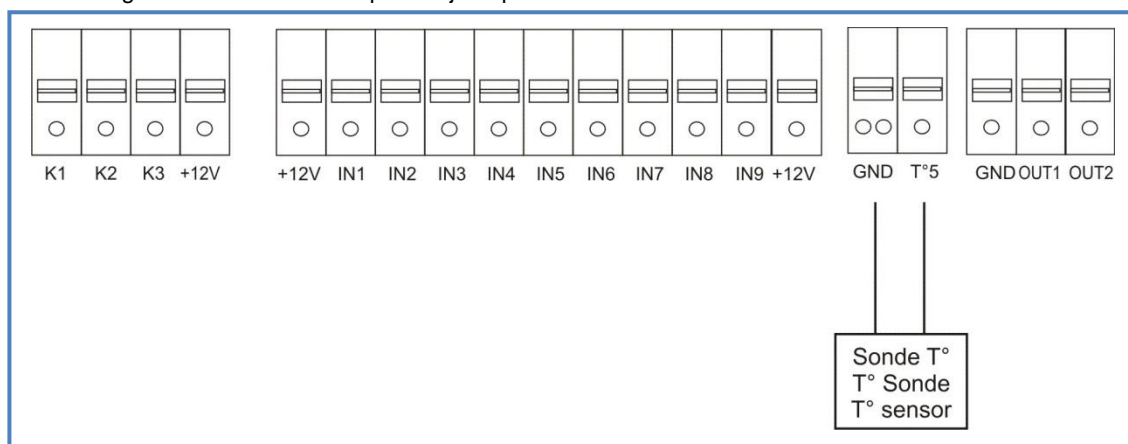 K1 K2 K3 +12V +12V IN1 IN2 IN3 IN4 IN5 IN6 IN7 IN8 IN9 +12V GND T°5 GND OUT1 OUT2
Sonde T°
T° Sonde
T° sensor